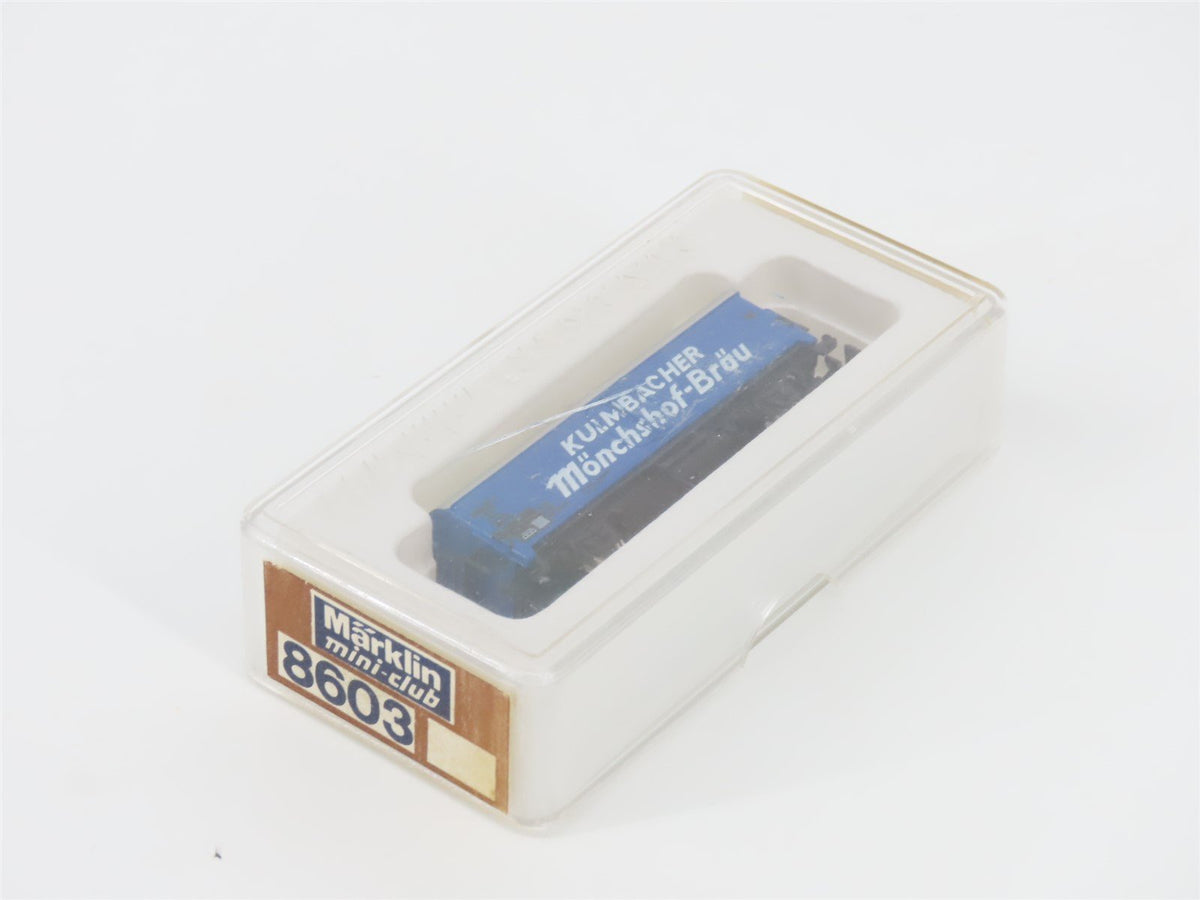 KULMBACHER
Mönchshof-Bräu
Märklin
mini-club
8603